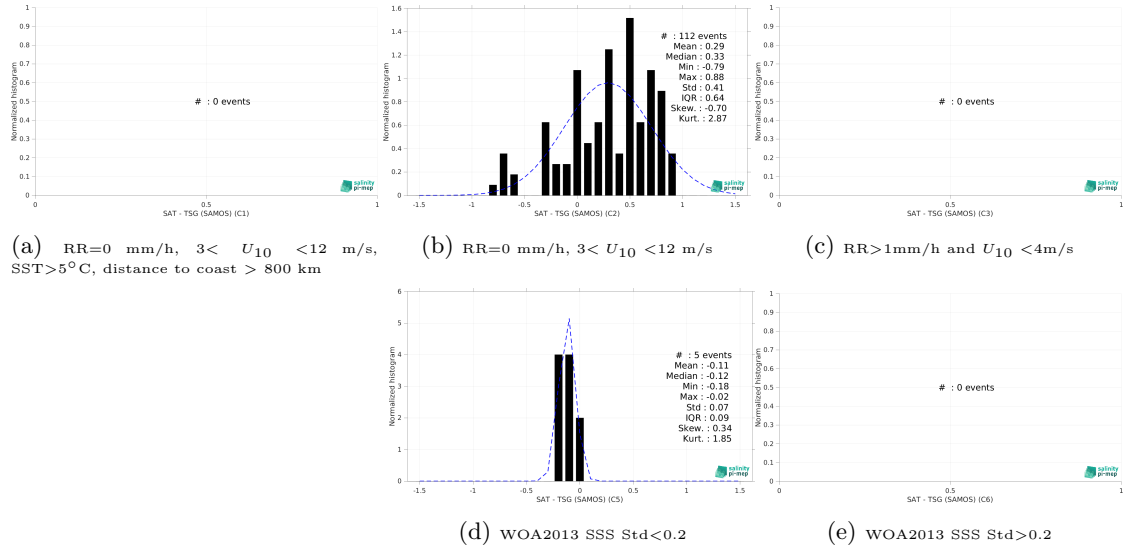 1
0.9
0.8
0.7
0.6
0.5
0.4
0.3
0.2
0.1
0
Normalized histogram
# : 0 events
salinity
pi-mep
0 0.5 1
SAT - TSG (SAMOS) (C1)
(a) RR=0 mm/h, 3< U10 <12 m/s,
SST>5°C, distance to coast > 800 km
1.6
1.4
1.2
1
0.8
0.6
0.4
0.2
0
Normalized histogram
# : 112 events
Mean : 0.29
Median : 0.33
Min : -0.79
Max : 0.88
Std : 0.41
IQR : 0.64
Skew. : -0.70
Kurt. : 2.87
salinity
pi-mep
-1.5 -1 -0.5 0 0.5 1 1.5
SAT - TSG (SAMOS) (C2)
(b) RR=0 mm/h, 3< U10 <12 m/s
1
0.9
0.8
0.7
0.6
0.5
0.4
0.3
0.2
0.1
0
Normalized histogram
# : 0 events
salinity
pi-mep
0 0.5 1
SAT - TSG (SAMOS) (C3)
(c) RR>1mm/h and U10 <4m/s
6
5
4
3
2
1
0
Normalized histogram
# : 5 events
Mean : -0.11
Median : -0.12
Min : -0.18
Max : -0.02
Std : 0.07
IQR : 0.09
Skew. : 0.34
Kurt. : 1.85
salinity
pi-mep
-1.5 -1 -0.5 0 0.5 1 1.5
SAT - TSG (SAMOS) (C5)
(d) WOA2013 SSS Std<0.2
1
0.9
0.8
0.7
0.6
0.5
0.4
0.3
0.2
0.1
0
Normalized histogram
# : 0 events
salinity
pi-mep
0 0.5 1
SAT - TSG (SAMOS) (C6)
(e) WOA2013 SSS Std>0.2